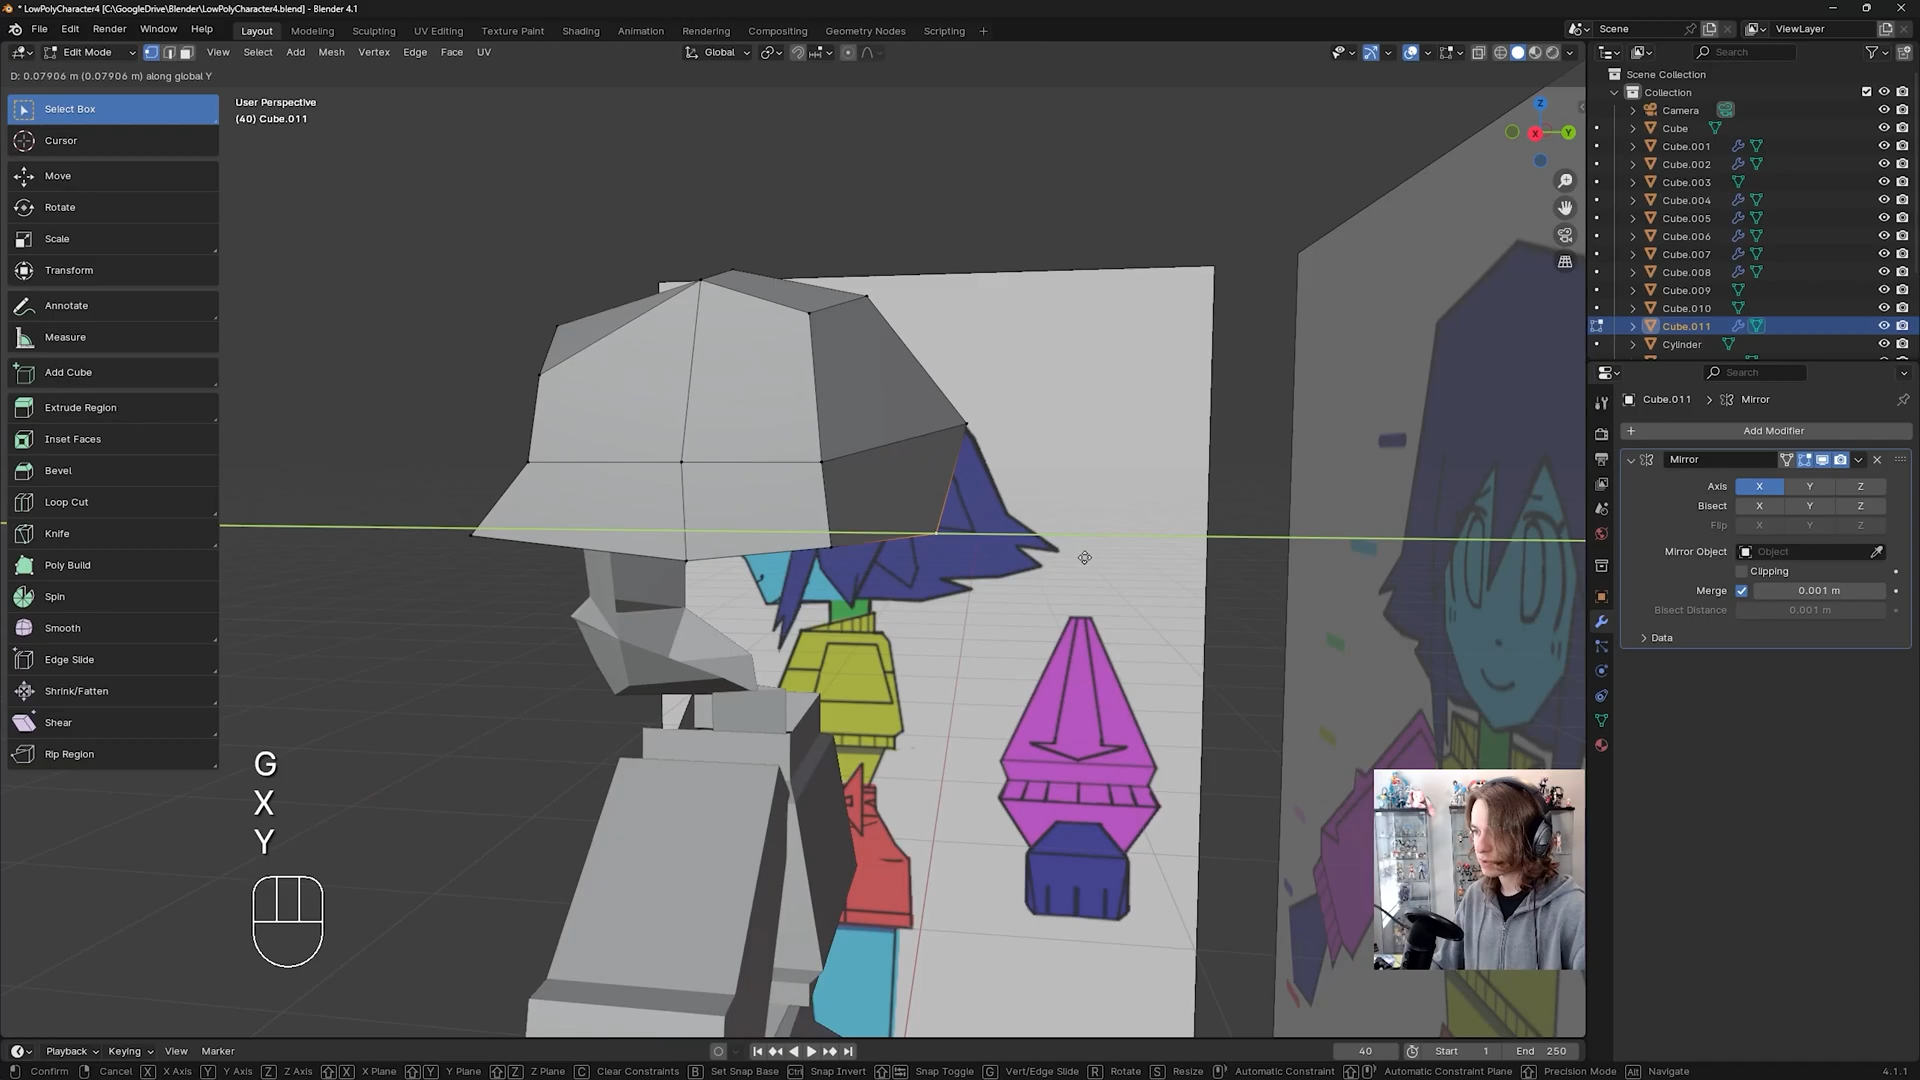 * LowPolyCharacter4 [C:\GoogleDrive\Blender\LowPolyCharacter4.blend] - Blender 4.1
File Edit Render Window Help Layout Modeling Sculpting UV Editing Texture Paint Shading Animation Rendering Compositing Geometry Nodes Scripting Scene ViewLayer
Edit Mode View Select Add Mesh Vertex Edge Face UV Global Search
D: 0.07906 m (0.07906 m) along global Y
User Perspective
(40) Cube.011
Select Box
Cursor
Move
Rotate
Scale
Transform
Annotate
Measure
Add Cube
Extrude Region
Inset Faces
Bevel
Loop Cut
Knife
Poly Build
Spin
Smooth
Edge Slide
Shrink/Fatten
Shear
Rip Region
G
X
Y
Z
X
Y
Scene Collection
Collection
Camera
Cube
Cube.001
Cube.002
Cube.003
Cube.004
Cube.005
Cube.006
Cube.007
Cube.008
Cube.009
Cube.010
Cube.011
Cylinder
Search
Cube.011 > Mirror
+ Add Modifier
Mirror
Axis X Y Z
Bisect X Y Z
Flip X Y Z
Mirror Object Object
Clipping
Merge 0.001 m
Bisect Distance 0.001 m
Data
Playback Keying View Marker 40 Start 1 End 250
Confirm Cancel X X Axis Y Y Axis Z Z Axis X X Plane Y Y Plane Z Z Plane C Clear Constraints B Set Snap Base Ctrl Snap Invert Snap Toggle G Vert/Edge Slide R Rotate S Resize Automatic Constraint Automatic Constraint Plane Precision Mode Alt Navigate 4.1.1